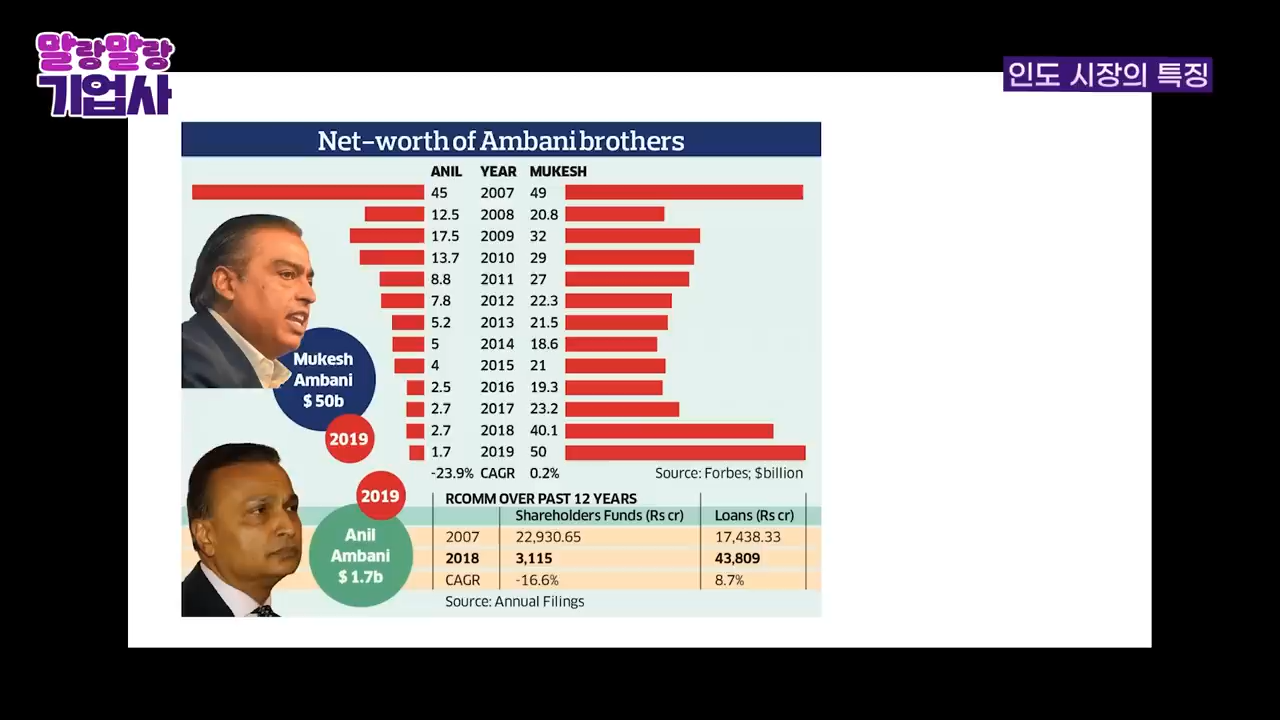 말랑말랑
기업사
인도 시장의 특징
Net-worth of Ambani brothers
ANIL YEAR MUKESH
45 2007 49
12.5 2008 20.8
17.5 2009 32
13.7 2010 29
8.8 2011 27
7.8 2012 22.3
5.2 2013 21.5
5 2014 18.6
4 2015 21
2.5 2016 19.3
2.7 2017 23.2
2.7 2018 40.1
1.7 2019 50
-23.9% CAGR 0.2% Source: Forbes; $billion
Mukesh
Ambani
$ 50b
2019
2019
Anil
Ambani
$ 1.7b
RCOMM OVER PAST 12 YEARS
Shareholders Funds (Rs cr) Loans (Rs cr)
2007 22,930.65 17,438.33
2018 3,115 43,809
CAGR -16.6% 8.7%
Source: Annual Filings